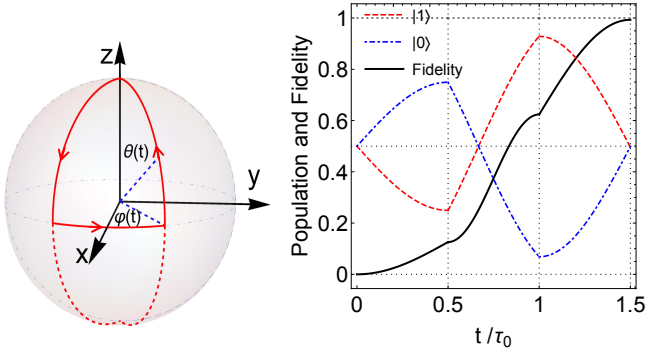 z
θ(t)
y
φ(t)
x
Population and Fidelity
|1⟩
|0⟩
Fidelity
1
0.8
0.6
0.4
0.2
0
0
0.5
1
1.5
t /τ₀